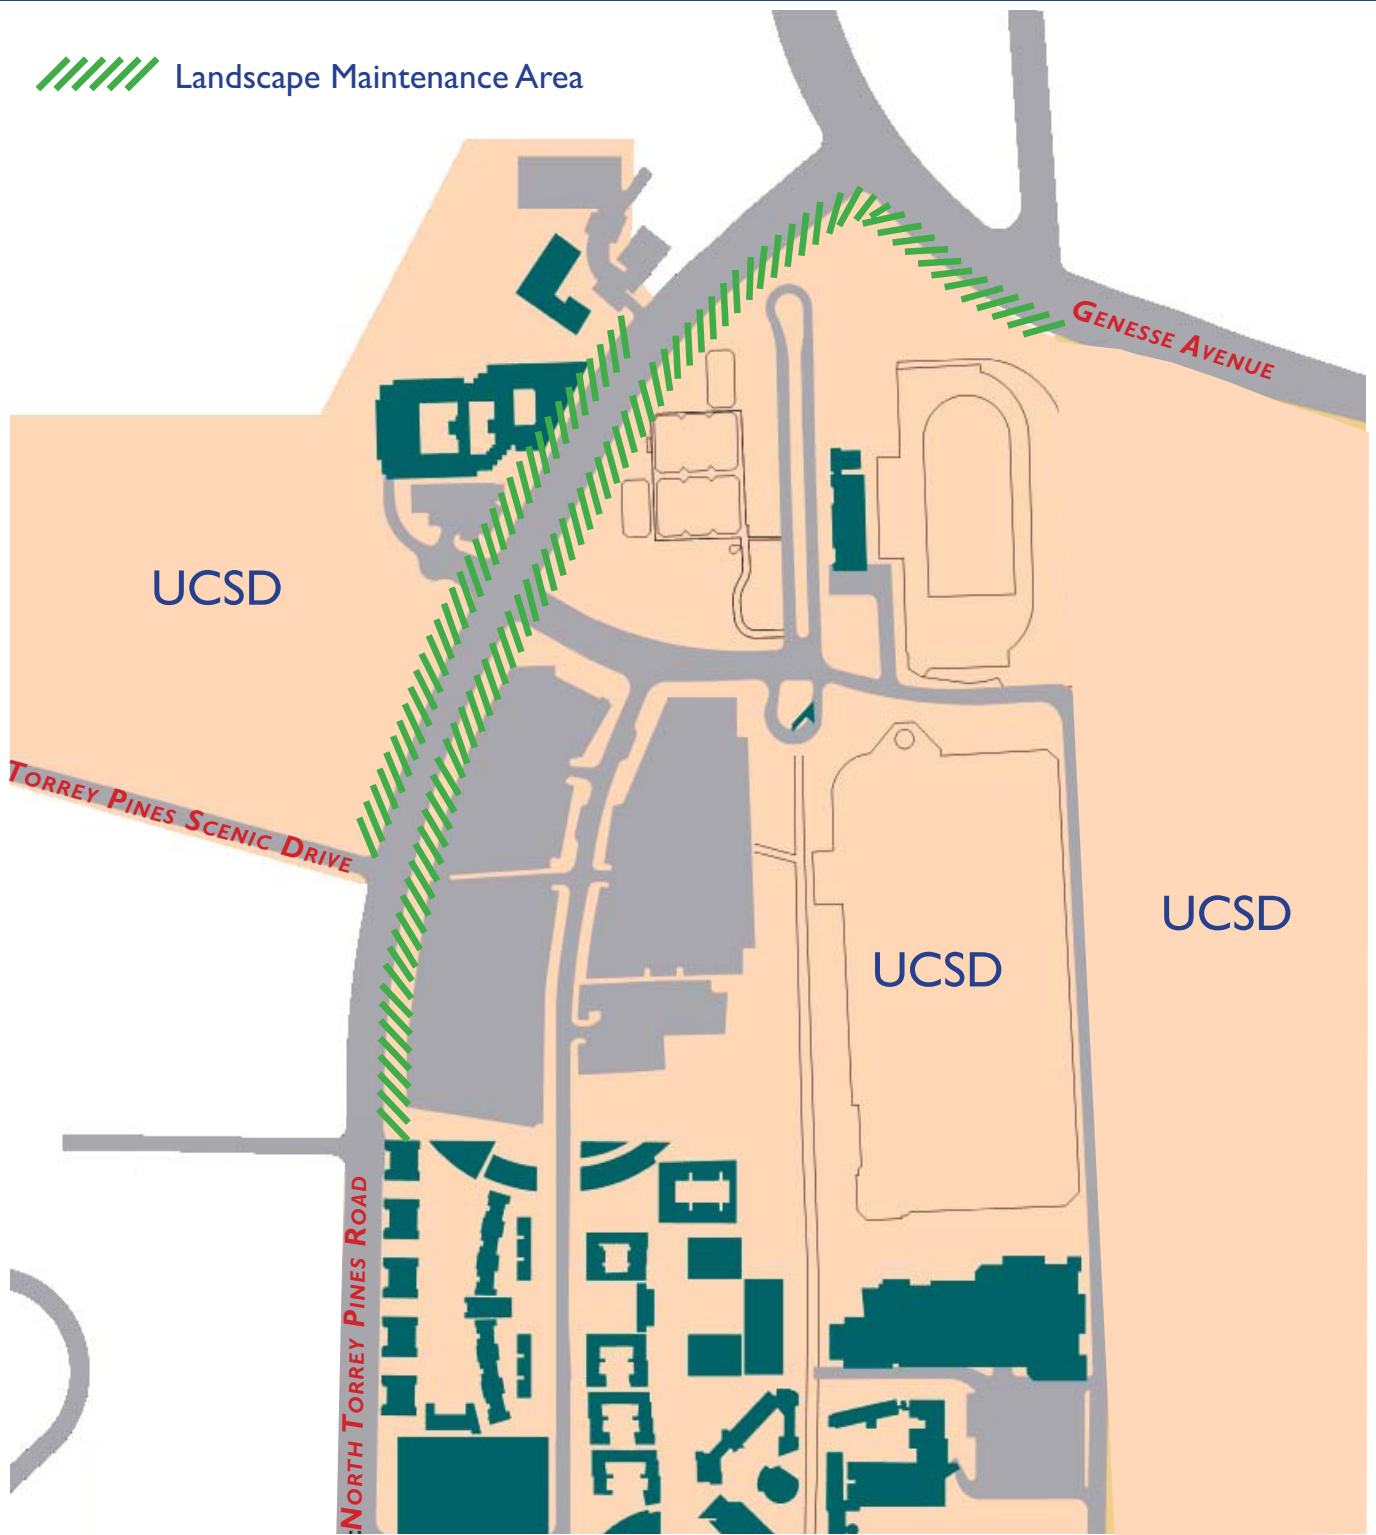 Landscape Maintenance Area
GENESSE AVENUE
UCSD
TORREY PINES SCENIC DRIVE
UCSD
UCSD
NORTH TORREY PINES ROAD